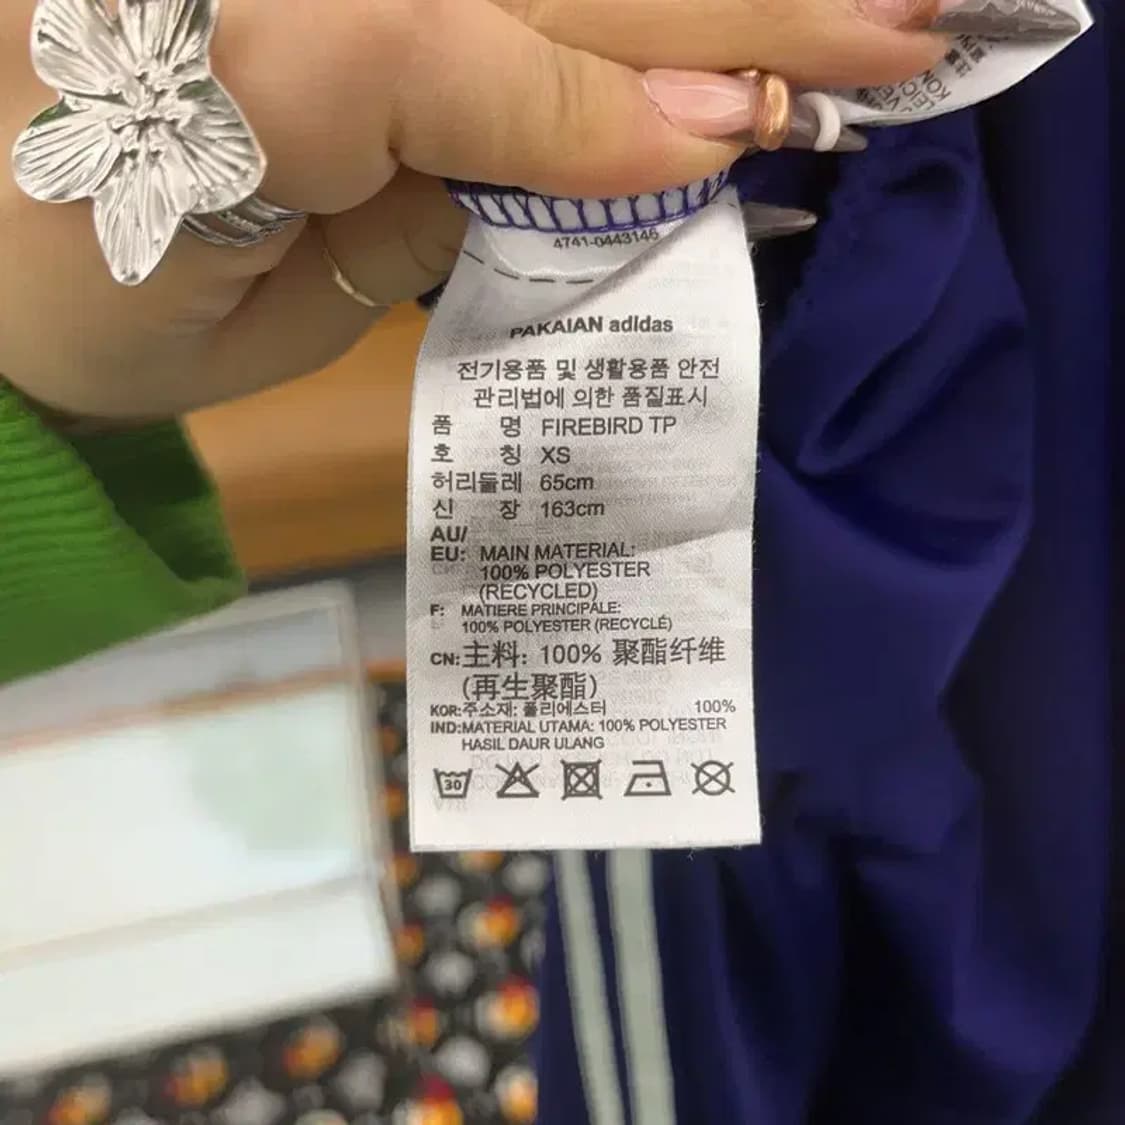 4741-0443146
PAKAIAN adidas
전기용품 및 생활용품 안전
관리법에 의한 품질표시
품 명 FIREBIRD TP
호 칭 XS
허리둘레 65cm
신 장 163cm
AU/
EU: MAIN MATERIAL:
100% POLYESTER
(RECYCLED)
F: MATIERE PRINCIPALE:
100% POLYESTER (RECYCLÉ)
CN: 主料: 100% 聚酯纤维
(再生聚酯)
KOR:주소재: 폴리에스터 100%
IND:MATERIAL UTAMA: 100% POLYESTER
HASIL DAUR ULANG
30